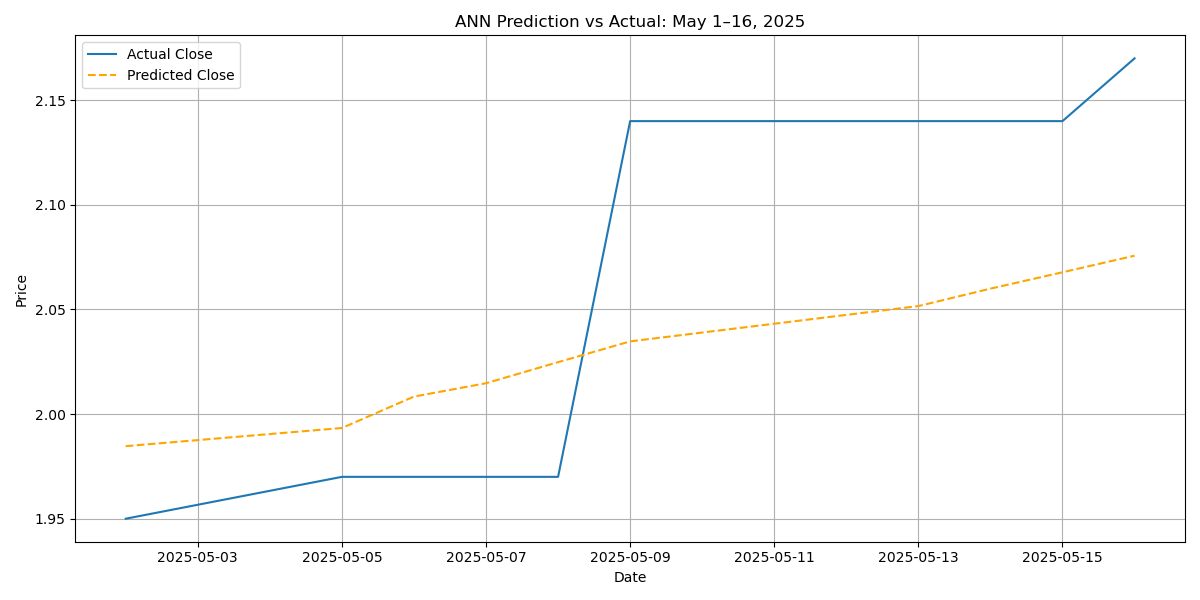 ANN Prediction vs Actual: May 1–16, 2025
Actual Close
Predicted Close
Price
2.15
2.10
2.05
2.00
1.95
2025-05-03 2025-05-05 2025-05-07 2025-05-09 2025-05-11 2025-05-13 2025-05-15
Date